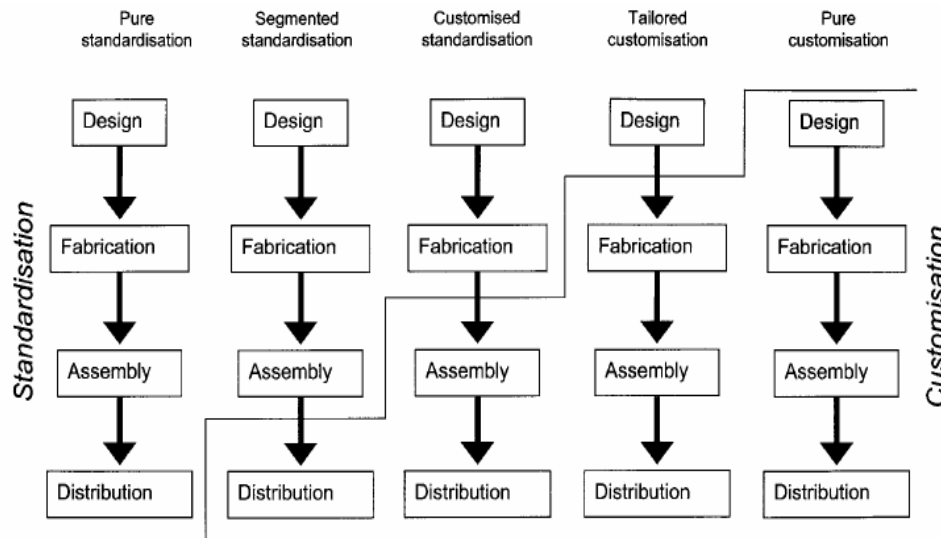 Pure
standardisation
Segmented
standardisation
Customised
standardisation
Tailored
customisation
Pure
customisation
Standardisation
Design
Design
Design
Design
Design
Fabrication
Fabrication
Fabrication
Fabrication
Fabrication
Assembly
Assembly
Assembly
Assembly
Assembly
Distribution
Distribution
Distribution
Distribution
Distribution
Customisation